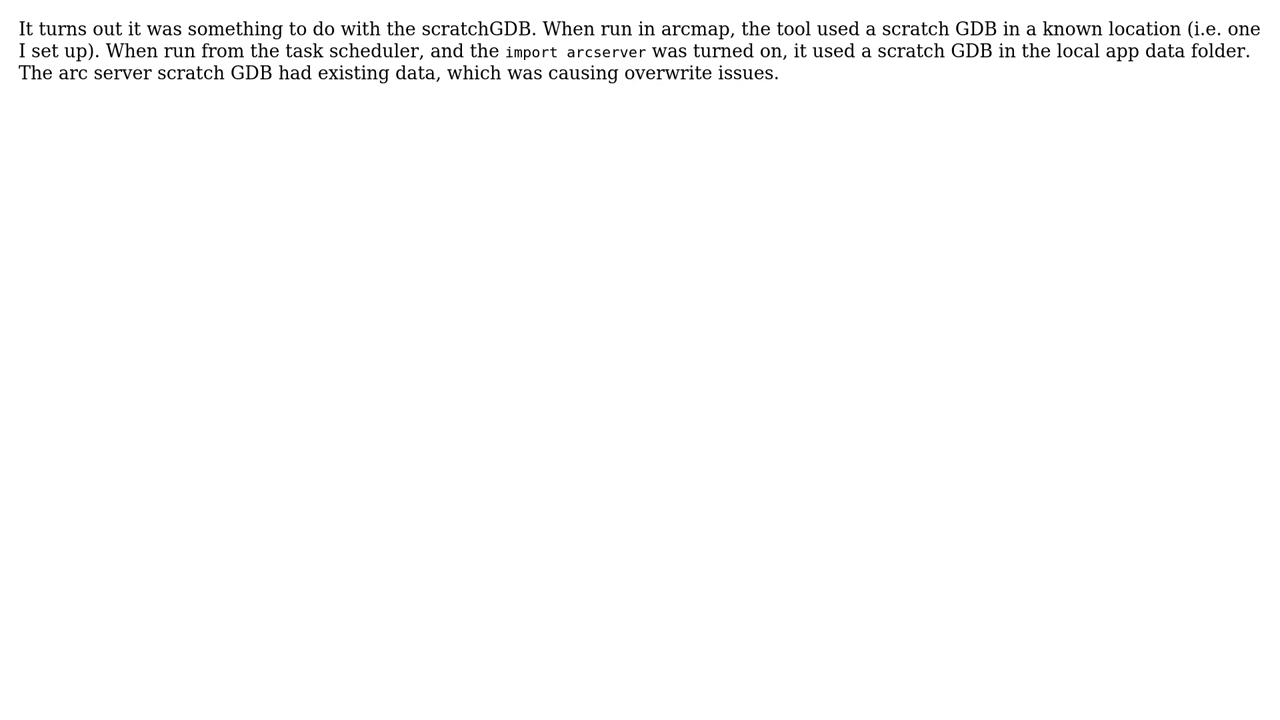 It turns out it was something to do with the scratchGDB. When run in arcmap, the tool used a scratch GDB in a known location (i.e. one
I set up). When run from the task scheduler, and the import arcserver was turned on, it used a scratch GDB in the local app data folder.
The arc server scratch GDB had existing data, which was causing overwrite issues.